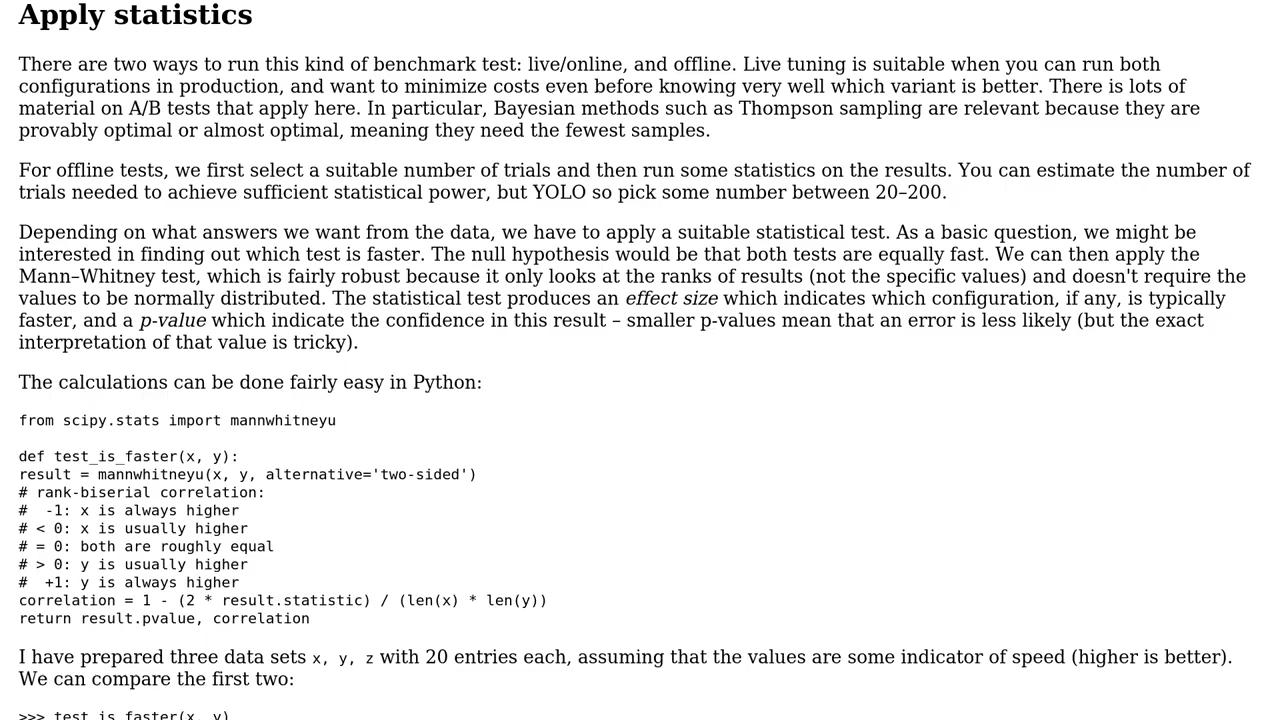 Apply statistics
There are two ways to run this kind of benchmark test: live/online, and offline. Live tuning is suitable when you can run both
configurations in production, and want to minimize costs even before knowing very well which variant is better. There is lots of
material on A/B tests that apply here. In particular, Bayesian methods such as Thompson sampling are relevant because they are
provably optimal or almost optimal, meaning they need the fewest samples.
For offline tests, we first select a suitable number of trials and then run some statistics on the results. You can estimate the number of
trials needed to achieve sufficient statistical power, but YOLO so pick some number between 20–200.
Depending on what answers we want from the data, we have to apply a suitable statistical test. As a basic question, we might be
interested in finding out which test is faster. The null hypothesis would be that both tests are equally fast. We can then apply the
Mann–Whitney test, which is fairly robust because it only looks at the ranks of results (not the specific values) and doesn't require the
values to be normally distributed. The statistical test produces an effect size which indicates which configuration, if any, is typically
faster, and a p-value which indicate the confidence in this result – smaller p-values mean that an error is less likely (but the exact
interpretation of that value is tricky).
The calculations can be done fairly easy in Python:
from scipy.stats import mannwhitneyu
def test_is_faster(x, y):
result = mannwhitneyu(x, y, alternative='two-sided')
# rank-biserial correlation:
#  -1: x is always higher
# < 0: x is usually higher
# = 0: both are roughly equal
# > 0: y is usually higher
#  +1: y is always higher
correlation = 1 - (2 * result.statistic) / (len(x) * len(y))
return result.pvalue, correlation
I have prepared three data sets x, y, z with 20 entries each, assuming that the values are some indicator of speed (higher is better).
We can compare the first two:
>>> test_is_faster(x, y)